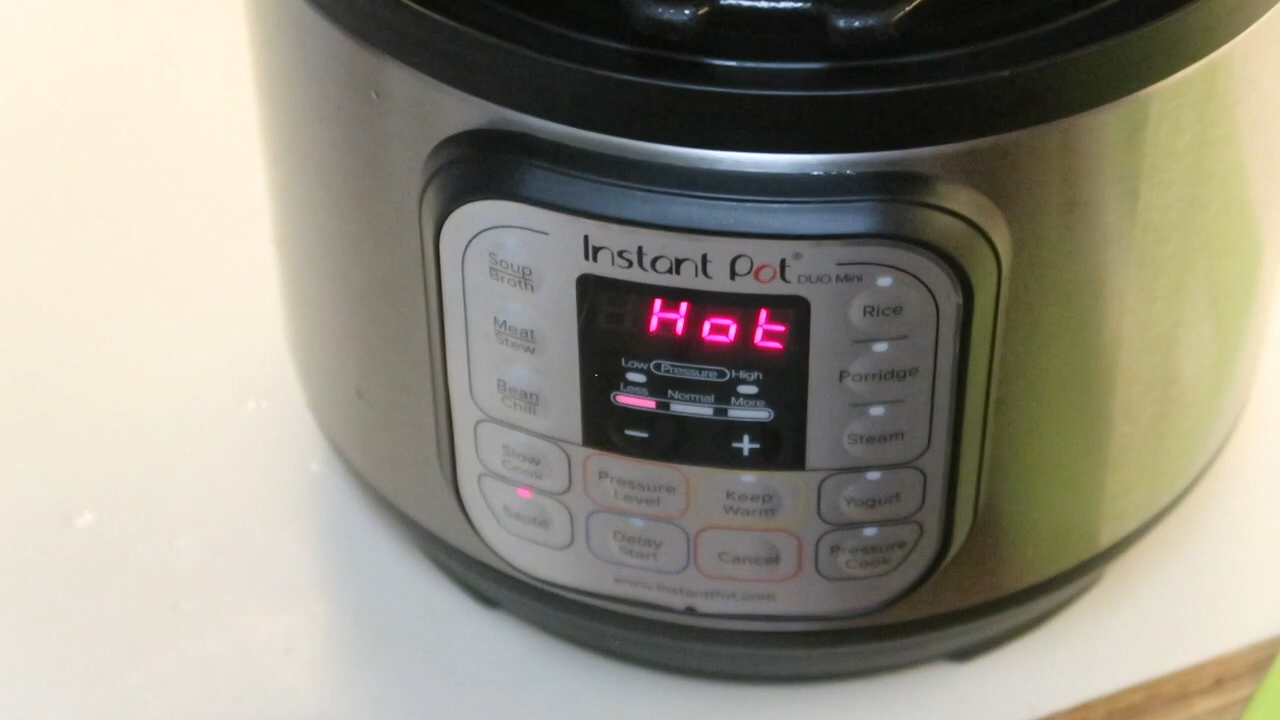 Instant Pot®
DUO Mini
Hot
Low Pressure High
Less Normal More
− +
Soup
Broth
Meat
Stew
Bean
Chili
Slow
Cook
Sauté
Pressure
Level
Delay
Start
Keep
Warm
Cancel
Rice
Porridge
Steam
Yogurt
Pressure
Cook
www.InstantPot.com